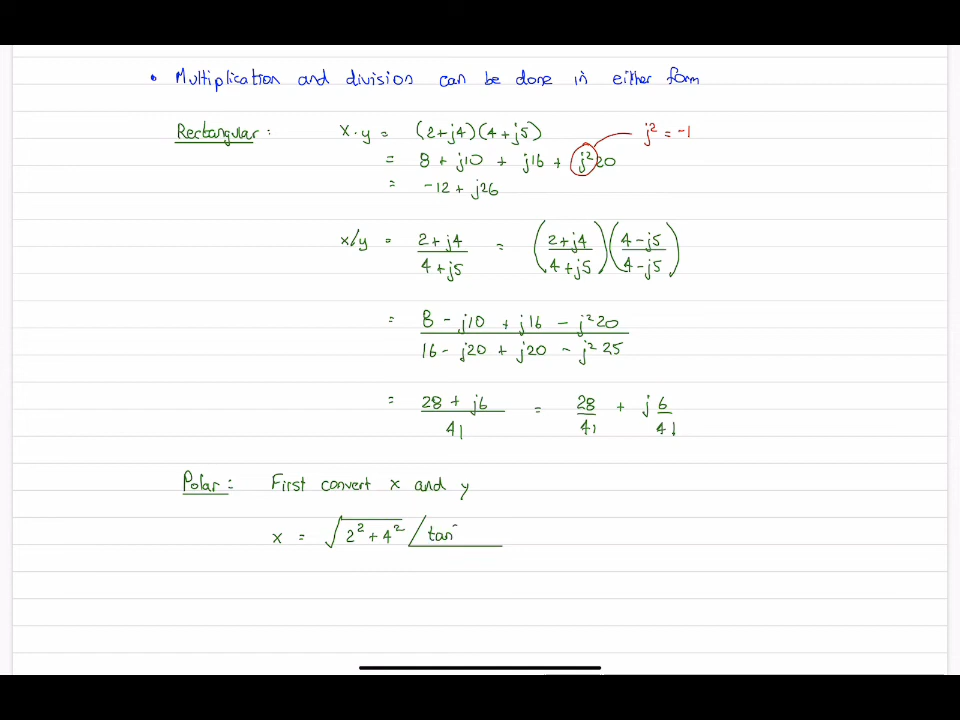 • Multiplication and division can be done in either form
Rectangular: x·y = (2+j4)(4+j5) j² = -1
= 8 + j10 + j16 + j²20
= -12 + j26
x/y = (2+j4)/(4+j5) = ((2+j4)/(4+j5))((4-j5)/(4-j5))
= (8 - j10 + j16 - j²20)/(16 - j20 + j20 - j²25)
= (28 + j6)/41 = 28/41 + j 6/41
Polar: First convert x and y
x = √(2² + 4²) ∠tan⁻